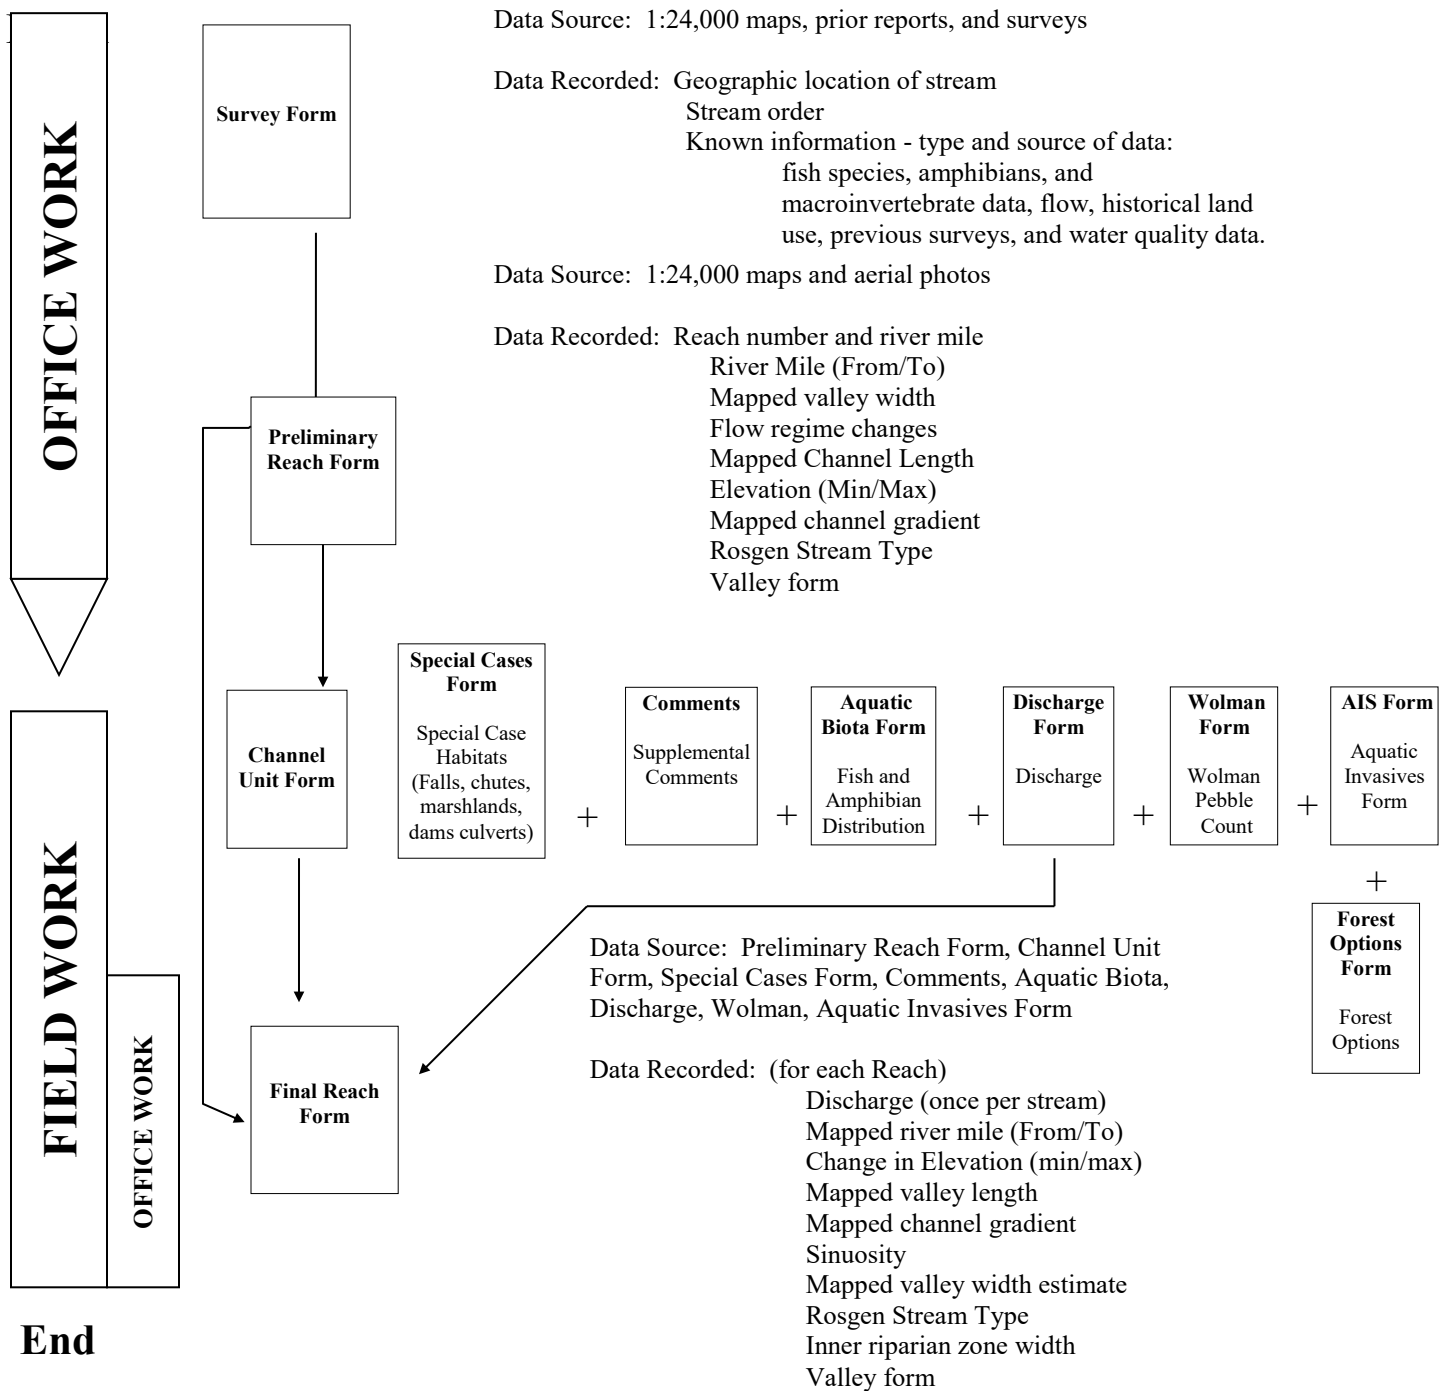 OFFICE WORK
Survey Form
Data Source: 1:24,000 maps, prior reports, and surveys
Data Recorded: Geographic location of stream
Stream order
Known information - type and source of data:
fish species, amphibians, and
macroinvertebrate data, flow, historical land
use, previous surveys, and water quality data.
Data Source: 1:24,000 maps and aerial photos
Data Recorded: Reach number and river mile
River Mile (From/To)
Mapped valley width
Flow regime changes
Mapped Channel Length
Elevation (Min/Max)
Mapped channel gradient
Rosgen Stream Type
Valley form
Preliminary
Reach Form
FIELD WORK
OFFICE WORK
Channel
Unit Form
Special Cases
Form
Special Case
Habitats
(Falls, chutes,
marshlands,
dams culverts)
+
Comments
Supplemental
Comments
+
Aquatic
Biota Form
Fish and
Amphibian
Distribution
+
Discharge
Form
Discharge
+
Wolman
Form
Wolman
Pebble
Count
+
AIS Form
Aquatic
Invasives
Form
+
Forest
Options
Form
Forest
Options
Final Reach
Form
Data Source: Preliminary Reach Form, Channel Unit
Form, Special Cases Form, Comments, Aquatic Biota,
Discharge, Wolman, Aquatic Invasives Form
Data Recorded: (for each Reach)
Discharge (once per stream)
Mapped river mile (From/To)
Change in Elevation (min/max)
Mapped valley length
Mapped channel gradient
Sinuosity
Mapped valley width estimate
Rosgen Stream Type
Inner riparian zone width
Valley form
End